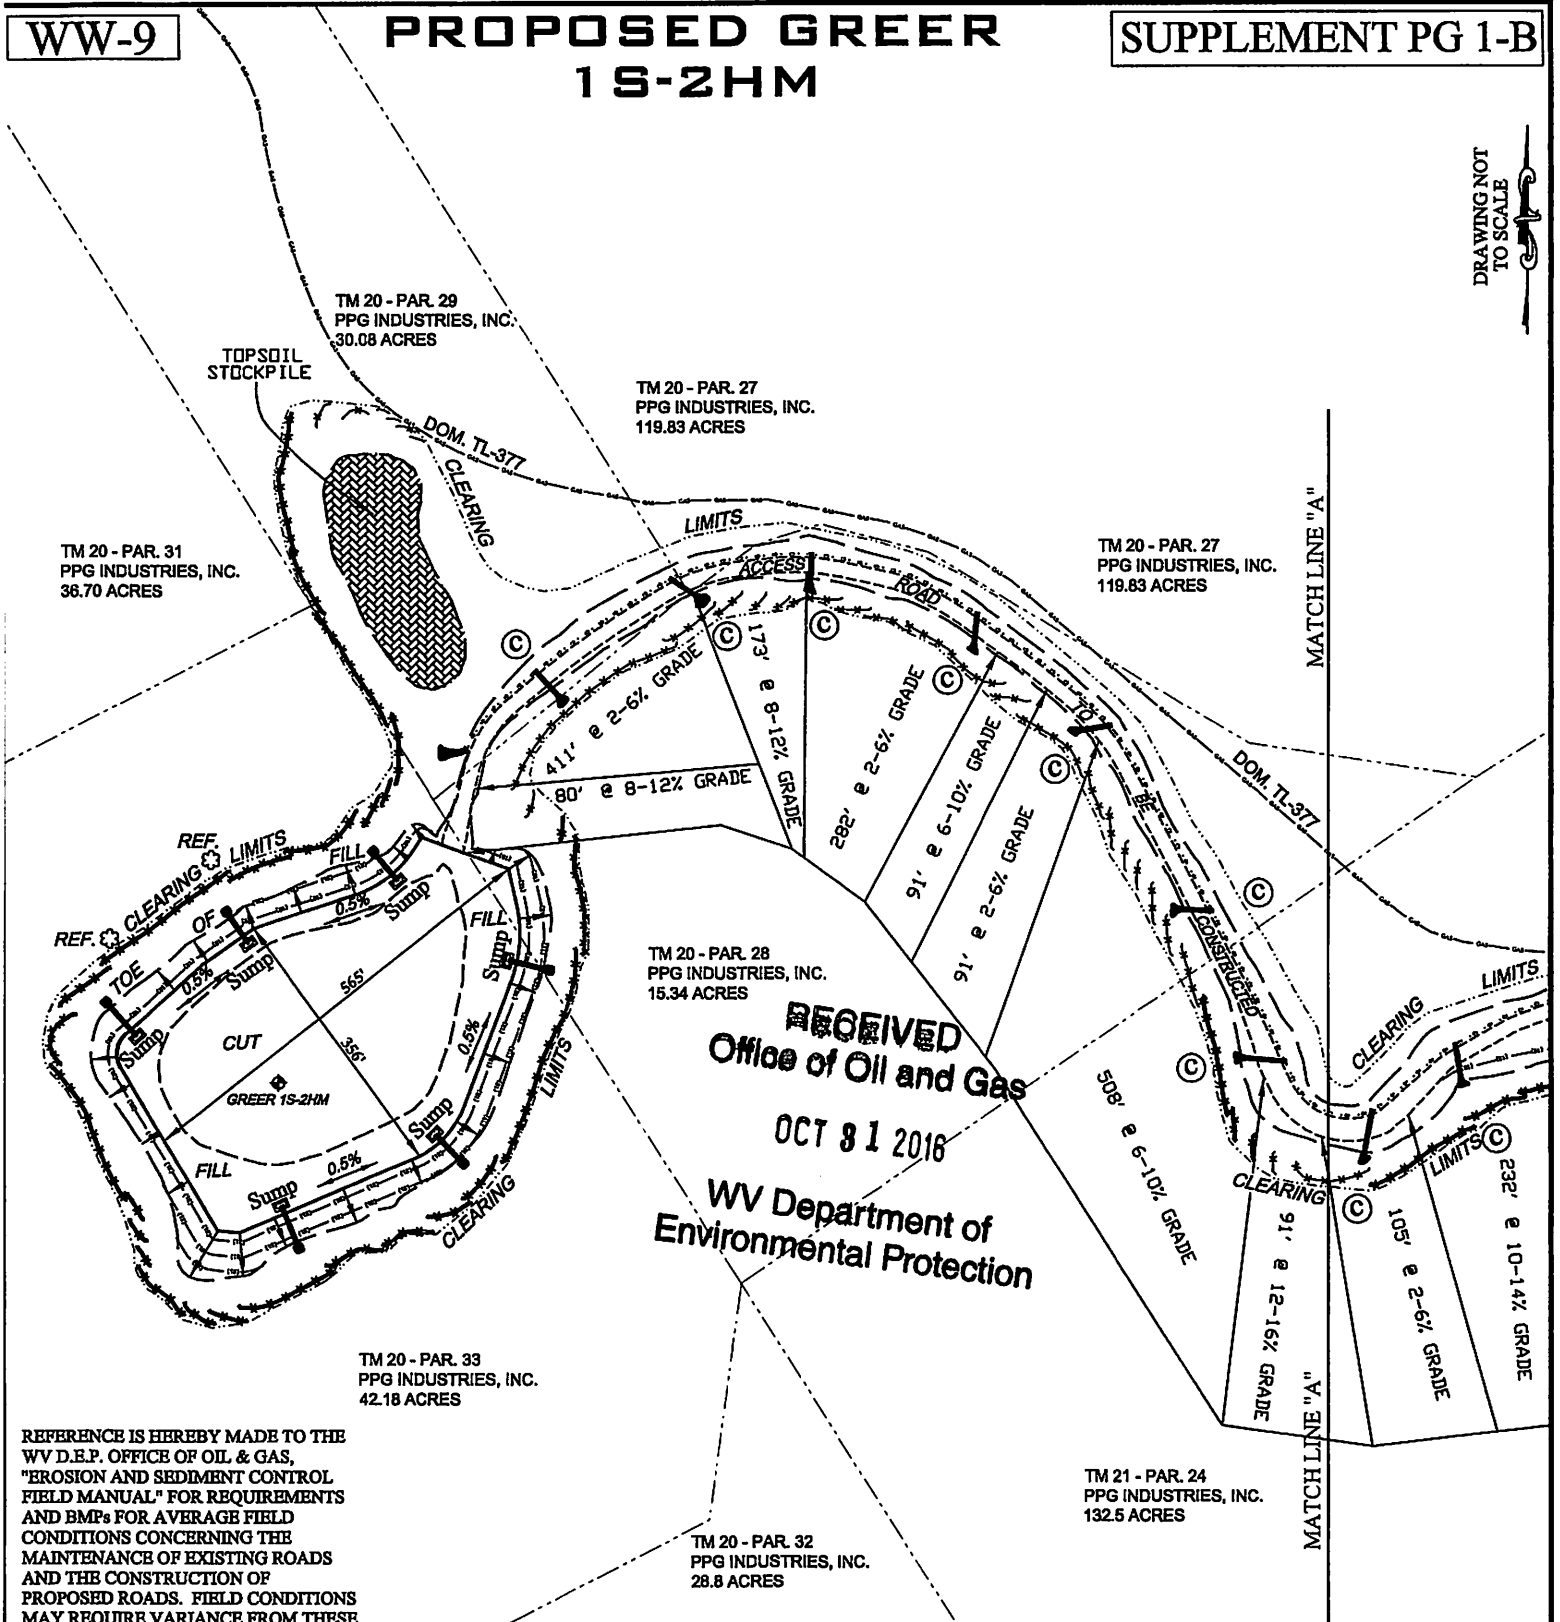 WW-9
PROPOSED GREER
1S-2HM
SUPPLEMENT PG 1-B
DRAWING NOT
TO SCALE
TM 20 - PAR. 29
PPG INDUSTRIES, INC.
30.08 ACRES
TOPSOIL
STOCKPILE
TM 20 - PAR. 27
PPG INDUSTRIES, INC.
119.83 ACRES
DOM. TL-377
CLEARING
LIMITS
MATCH LINE "A"
TM 20 - PAR. 31
PPG INDUSTRIES, INC.
36.70 ACRES
TM 20 - PAR. 27
PPG INDUSTRIES, INC.
119.83 ACRES
ACCESS
ROAD
TO
BE
CONSTRUCTED
C
C
C
C
C
C
C
C
C
411' @ 2-6% GRADE
80' @ 8-12% GRADE
173' @ 8-12% GRADE
282' @ 2-6% GRADE
91' @ 6-10% GRADE
91' @ 2-6% GRADE
DOM. TL-377
REF.
REF.
TOE
OF
CLEARING
LIMITS
FILL
0.5%
Sump
FILL
Sump
0.5%
Sump
565'
356'
CUT
Sump
0.5%
GREER 1S-2HM
Sump
FILL
0.5%
Sump
LIMITS
CLEARING
TM 20 - PAR. 28
PPG INDUSTRIES, INC.
15.34 ACRES
RECEIVED
Office of Oil and Gas
OCT 31 2016
WV Department of
Environmental Protection
CLEARING
LIMITS
CLEARING
LIMITS
508' @ 6-10% GRADE
91' @ 12-16% GRADE
105' @ 2-6% GRADE
232' @ 10-14% GRADE
TM 20 - PAR. 33
PPG INDUSTRIES, INC.
42.18 ACRES
TM 21 - PAR. 24
PPG INDUSTRIES, INC.
132.5 ACRES
MATCH LINE "A"
TM 20 - PAR. 32
PPG INDUSTRIES, INC.
28.8 ACRES
REFERENCE IS HEREBY MADE TO THE
WV D.E.P. OFFICE OF OIL & GAS,
"EROSION AND SEDIMENT CONTROL
FIELD MANUAL" FOR REQUIREMENTS
AND BMPs FOR AVERAGE FIELD
CONDITIONS CONCERNING THE
MAINTENANCE OF EXISTING ROADS
AND THE CONSTRUCTION OF
PROPOSED ROADS. FIELD CONDITIONS
MAY REQUIRE VARIANCE FROM THESE